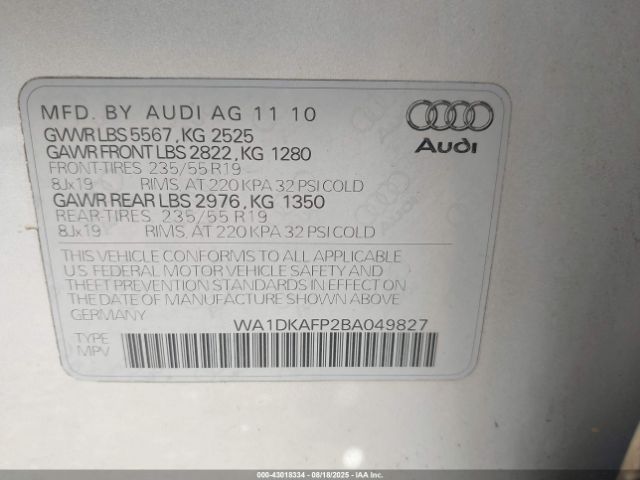 MFD. BY AUDI AG 11 10
GVWR LBS 5567, KG 2525
GAWR FRONT LBS 2822, KG 1280
FRONT-TIRES 235/55 R19
8Jx19 RIMS, AT 220 KPA 32 PSI COLD
GAWR REAR LBS 2976, KG 1350
REAR-TIRES 235/55 R19
8Jx19 RIMS, AT 220 KPA 32 PSI COLD
Audi
THIS VEHICLE CONFORMS TO ALL APPLICABLE
U.S. FEDERAL MOTOR VEHICLE SAFETY AND
THEFT PREVENTION STANDARDS IN EFFECT ON
THE DATE OF MANUFACTURE SHOWN ABOVE
GERMANY WA1DKAFP2BA049827
TYPE
MPV
000-43018334 - 08/18/2025 - IAA Corp.